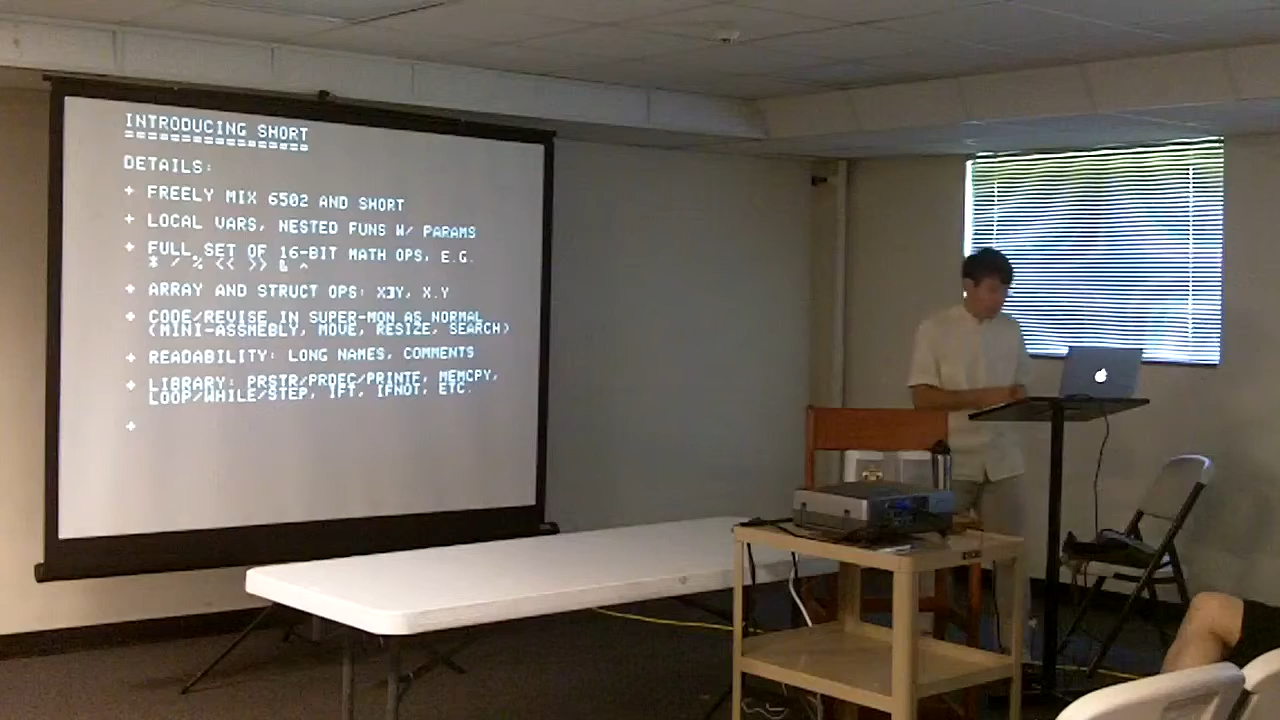 INTRODUCING SHORT
=================
DETAILS:
+ FREELY MIX 6502 AND SHORT
+ LOCAL VARS, NESTED FUNS W/ PARAMS
+ FULL SET OF 16-BIT MATH OPS, E.G.
* / % << >> & ^
+ ARRAY AND STRUCT OPS: X]Y, X.Y
+ CODE/REVISE IN SUPER-MON AS NORMAL
(MINI-ASSMEBLY, MOVE, RESIZE, SEARCH)
+ READABILITY: LONG NAMES, COMMENTS
+ LIBRARY: PRSTR/PRDEC/PRINTF, MEMCPY,
LOOP/WHILE/STEP, IFT, IFNOT, ETC.
+